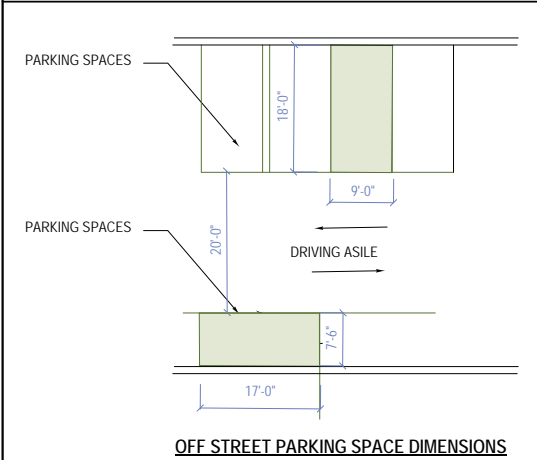 PARKING SPACES
18'-0"
9'-0"
PARKING SPACES
20'-0"
DRIVING ASILE
7'-6"
17'-0"
OFF STREET PARKING SPACE DIMENSIONS